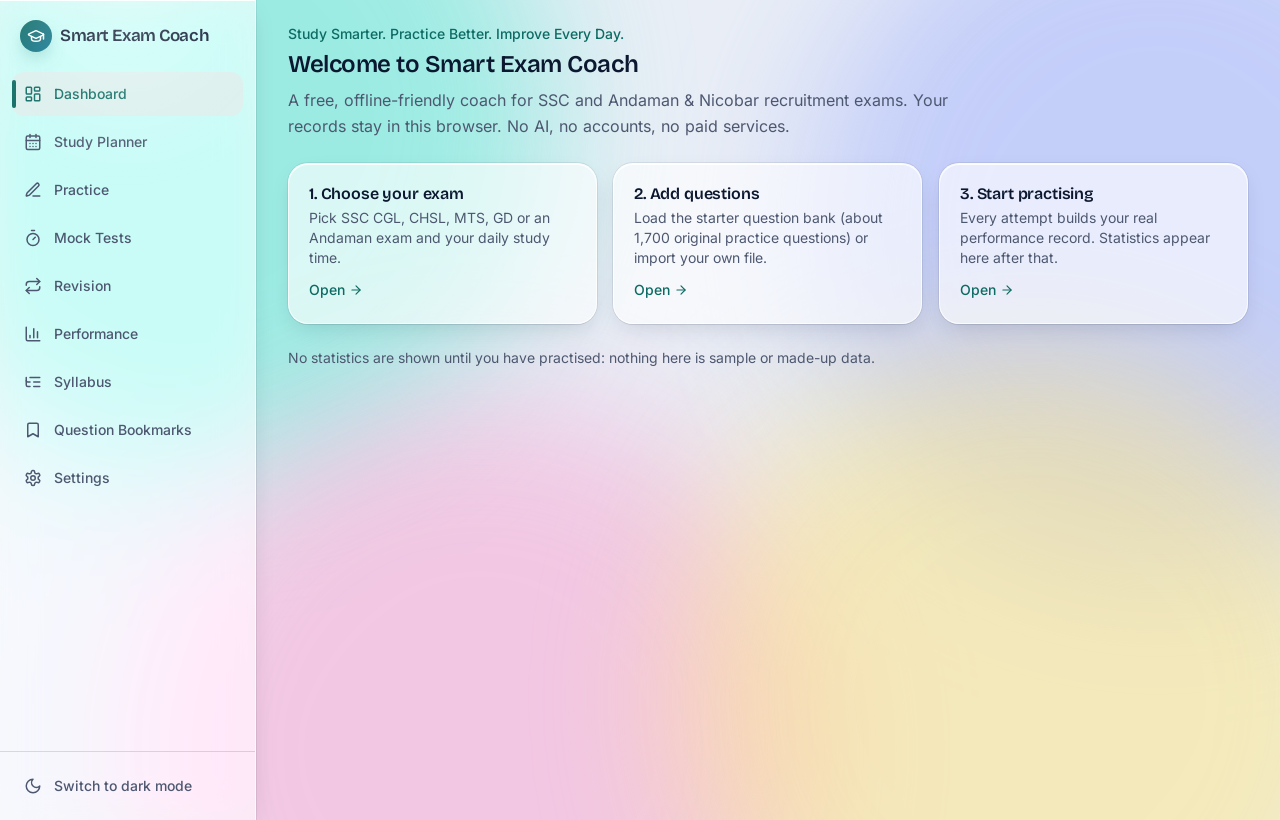 Smart Exam Coach
Dashboard
Study Planner
Practice
Mock Tests
Revision
Performance
Syllabus
Question Bookmarks
Settings
Switch to dark mode
Study Smarter. Practice Better. Improve Every Day.
Welcome to Smart Exam Coach
A free, offline-friendly coach for SSC and Andaman & Nicobar recruitment exams. Your
records stay in this browser. No AI, no accounts, no paid services.
1. Choose your exam
Pick SSC CGL, CHSL, MTS, GD or an
Andaman exam and your daily study
time.
Open →
2. Add questions
Load the starter question bank (about
1,700 original practice questions) or
import your own file.
Open →
3. Start practising
Every attempt builds your real
performance record. Statistics appear
here after that.
Open →
No statistics are shown until you have practised: nothing here is sample or made-up data.